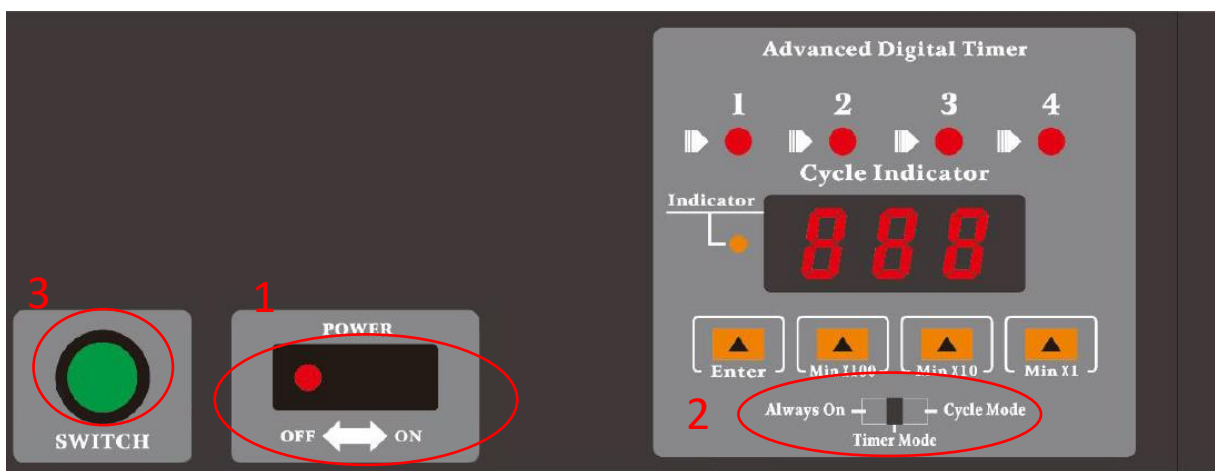 Advanced Digital Timer
1 2 3 4
Cycle Indicator
Indicator
888
3
SWITCH
1
POWER
OFF ON
Enter Min X100 Min X10 Min X1
2
Always On Cycle Mode
Timer Mode